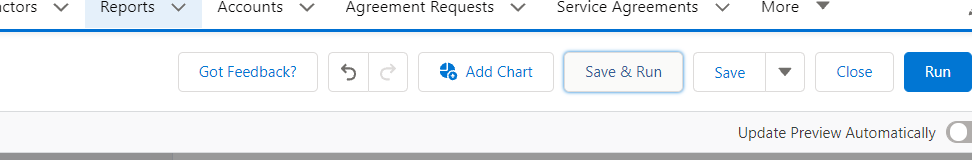 Reports Accounts Agreement Requests Service Agreements More
Got Feedback? Add Chart Save & Run Save Close Run
Update Preview Automatically